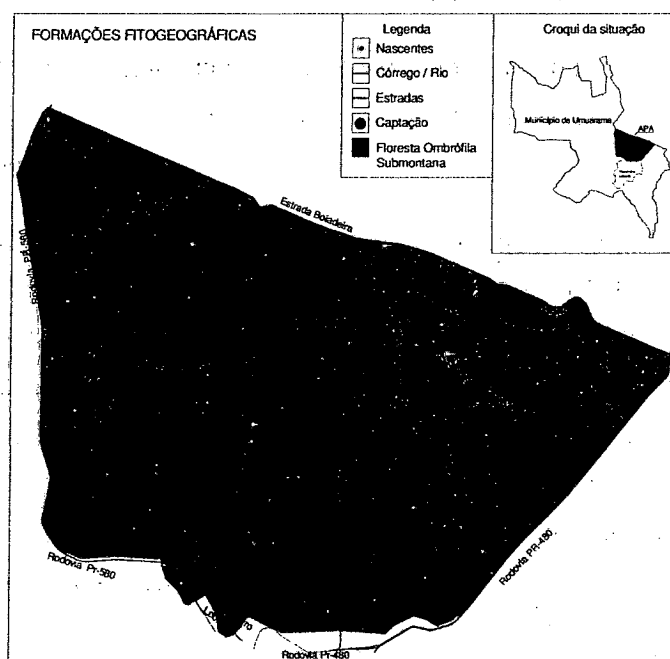 FORMAÇÕES FITOGEOGRÁFICAS
Legenda
Nascentes
Córrego / Rio
Estradas
Captação
Floresta Ombrófila
Submontana
Croqui da situação
Município de Umuarama
APA
Estrada Boiadeira
Rodovia PR-580
Rodovia Pr-580
Rodovia PR-480
Rodovia Pr-480